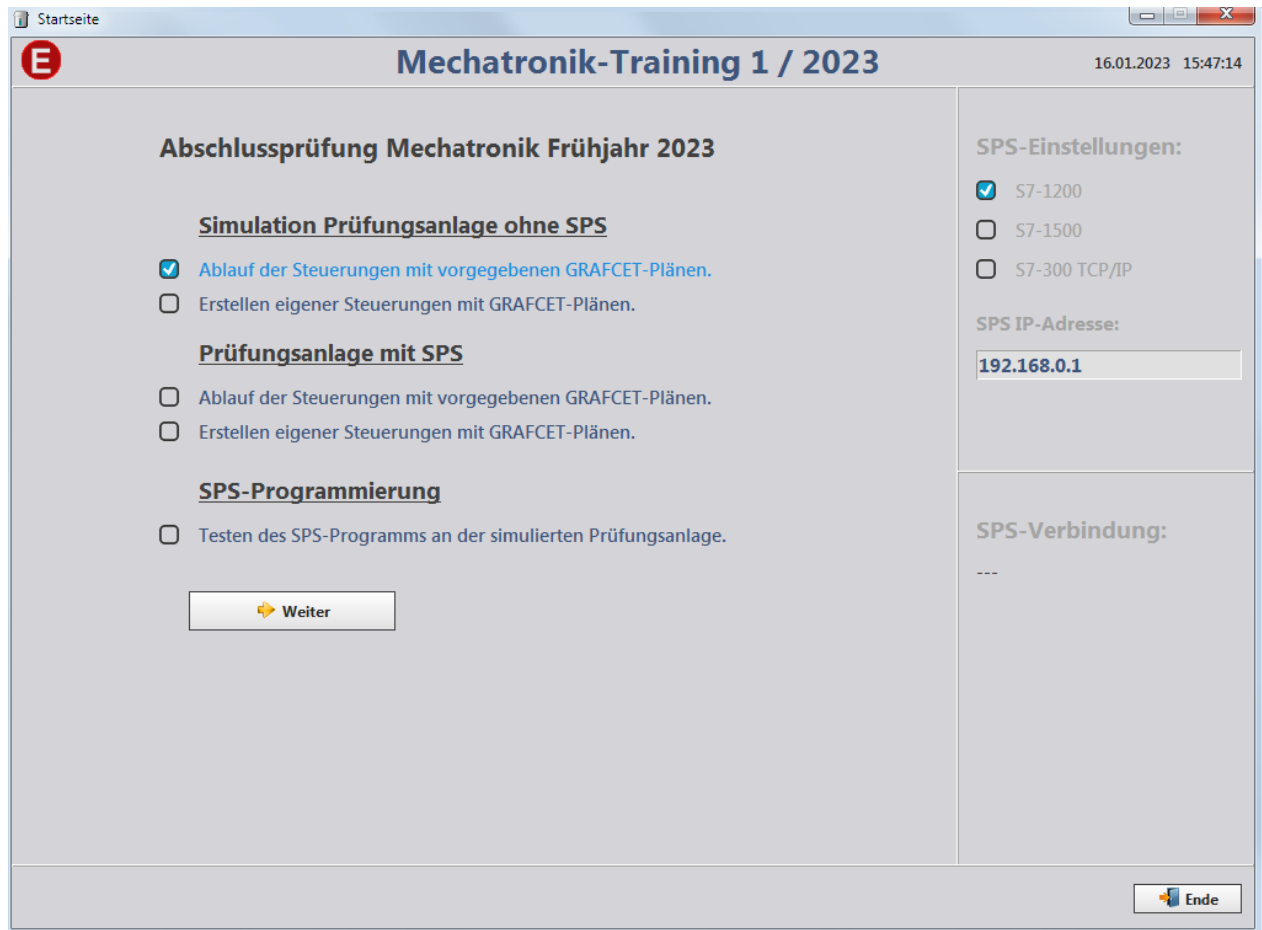 Startseite
E
Mechatronik-Training 1 / 2023
16.01.2023 15:47:14
Abschlussprüfung Mechatronik Frühjahr 2023
Simulation Prüfungsanlage ohne SPS
Ablauf der Steuerungen mit vorgegebenen GRAFCET-Plänen.
Erstellen eigener Steuerungen mit GRAFCET-Plänen.
Prüfungsanlage mit SPS
Ablauf der Steuerungen mit vorgegebenen GRAFCET-Plänen.
Erstellen eigener Steuerungen mit GRAFCET-Plänen.
SPS-Programmierung
Testen des SPS-Programms an der simulierten Prüfungsanlage.
Weiter
SPS-Einstellungen:
S7-1200
S7-1500
S7-300 TCP/IP
SPS IP-Adresse:
192.168.0.1
SPS-Verbindung:
---
Ende